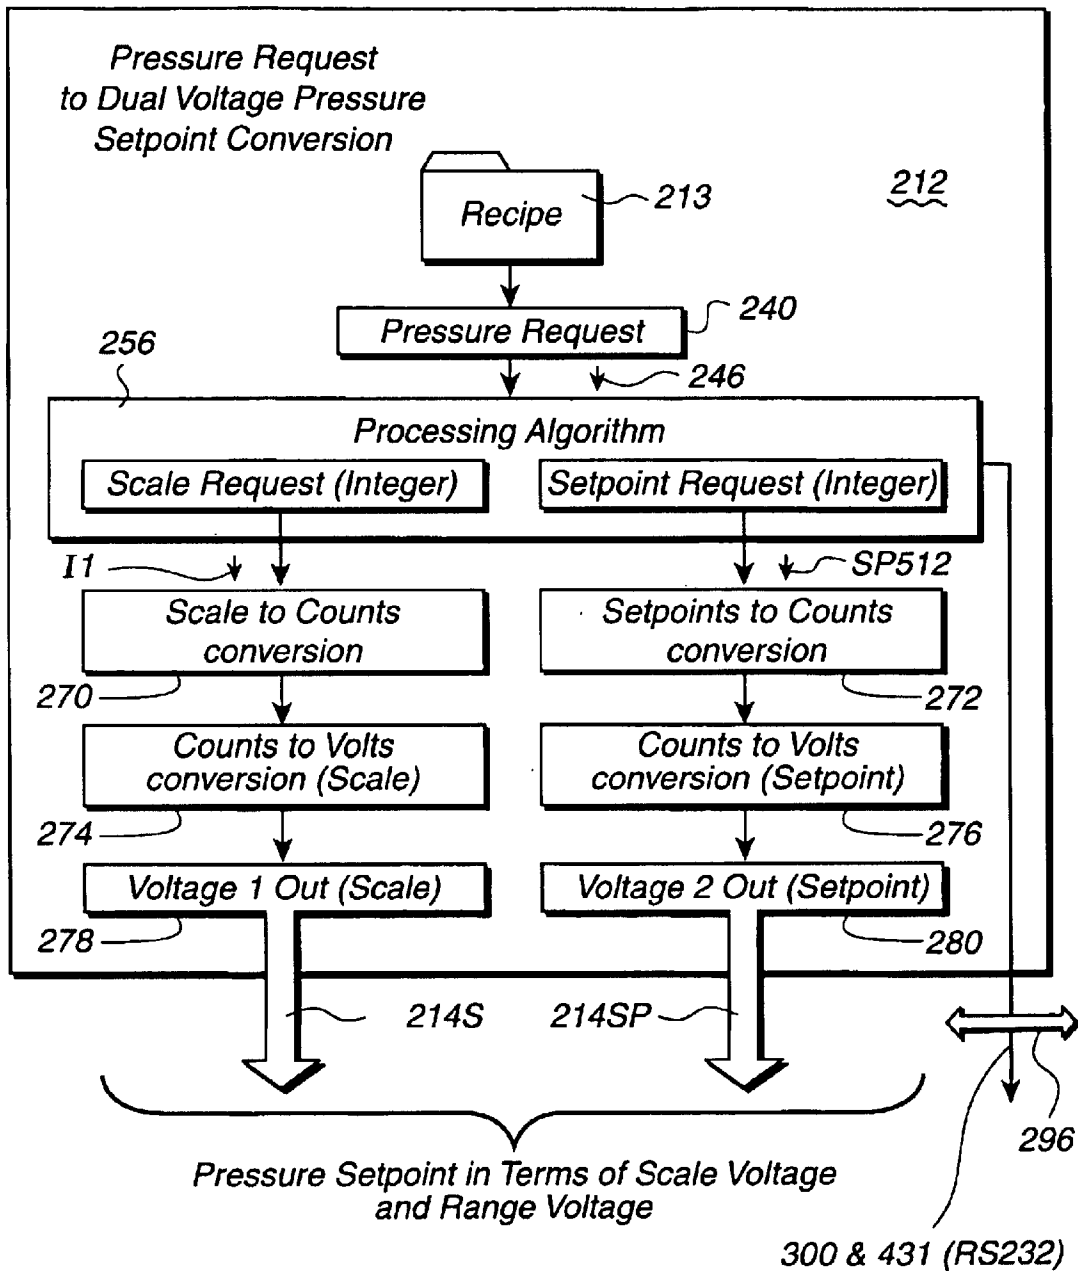 Pressure Request
to Dual Voltage Pressure
Setpoint Conversion
212
Recipe
213
Pressure Request
240
256
246
Processing Algorithm
Scale Request (Integer)
Setpoint Request (Integer)
I1
SP512
Scale to Counts
conversion
Setpoints to Counts
conversion
270
272
Counts to Volts
conversion (Scale)
Counts to Volts
conversion (Setpoint)
274
276
Voltage 1 Out (Scale)
Voltage 2 Out (Setpoint)
278
280
214S
214SP
296
Pressure Setpoint in Terms of Scale Voltage
and Range Voltage
300 & 431 (RS232)